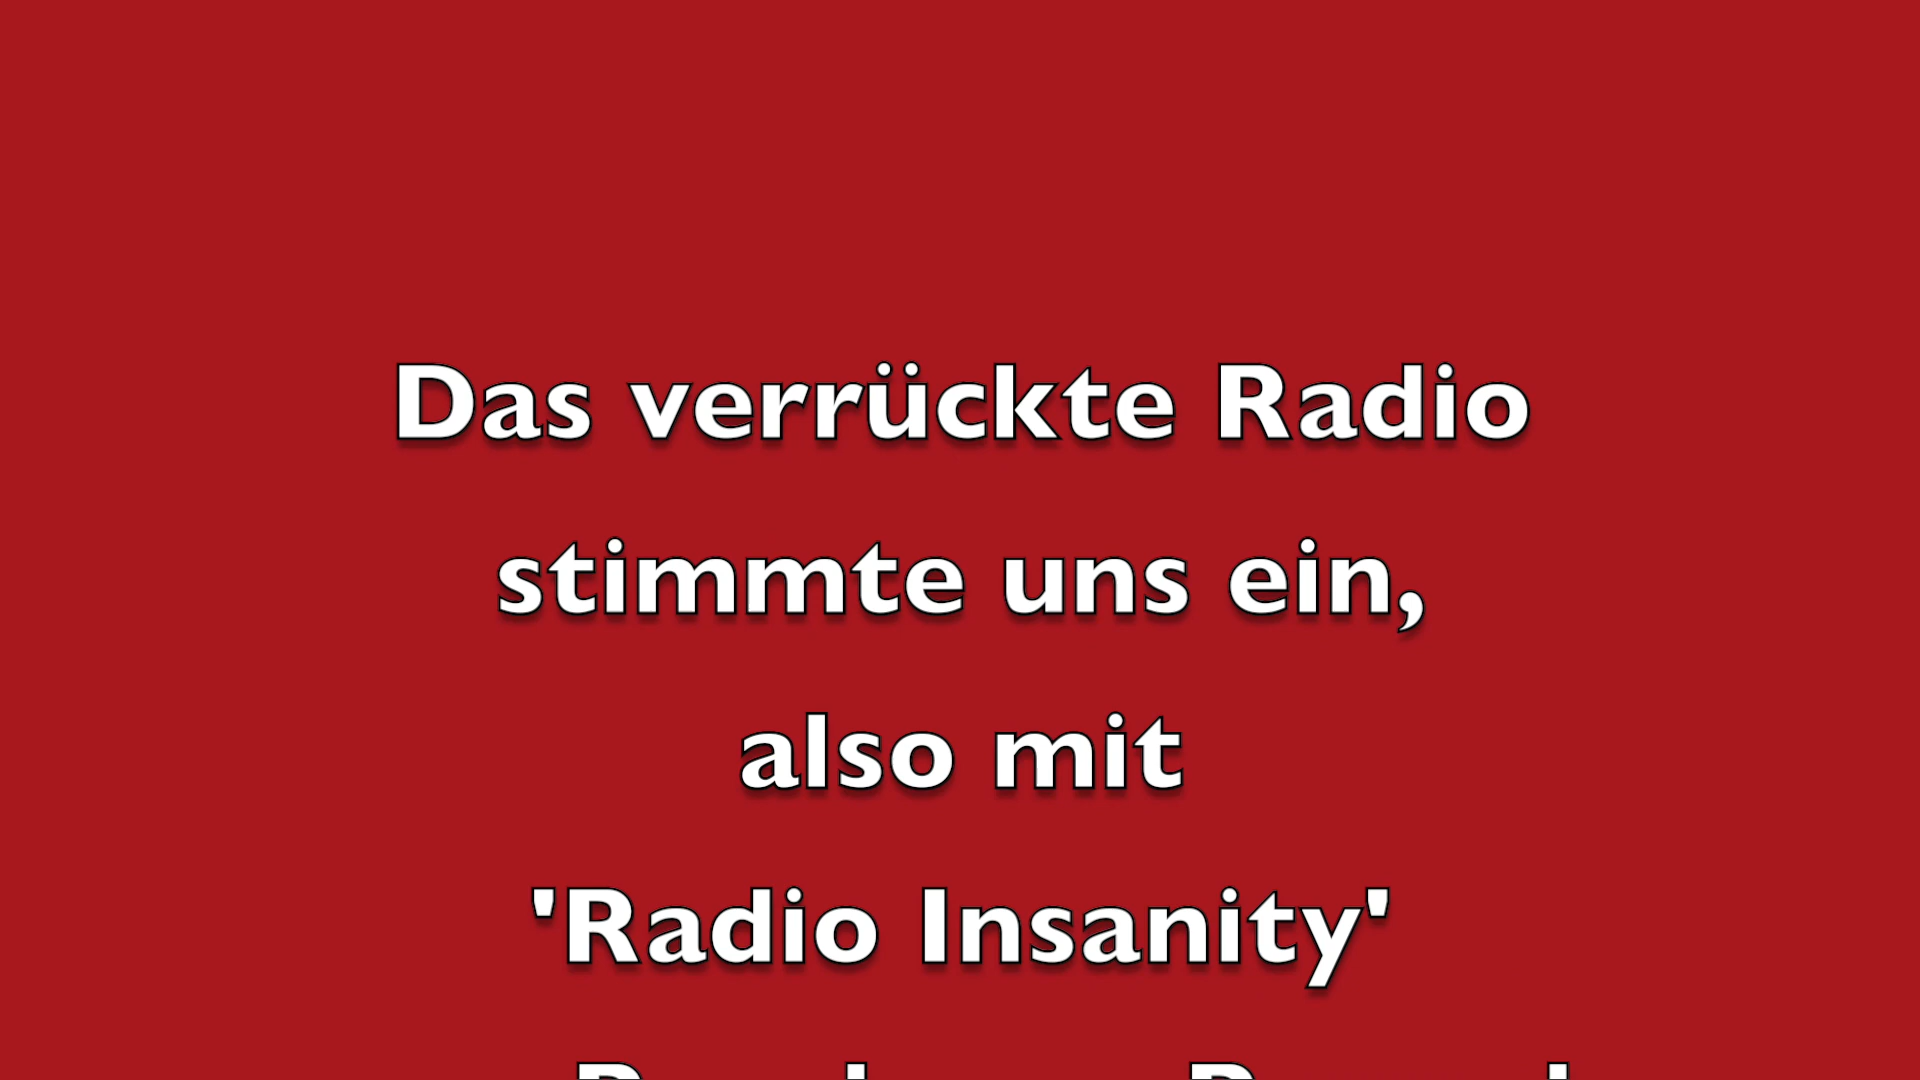 Das verrückte Radio
stimmte uns ein,
also mit
'Radio Insanity'